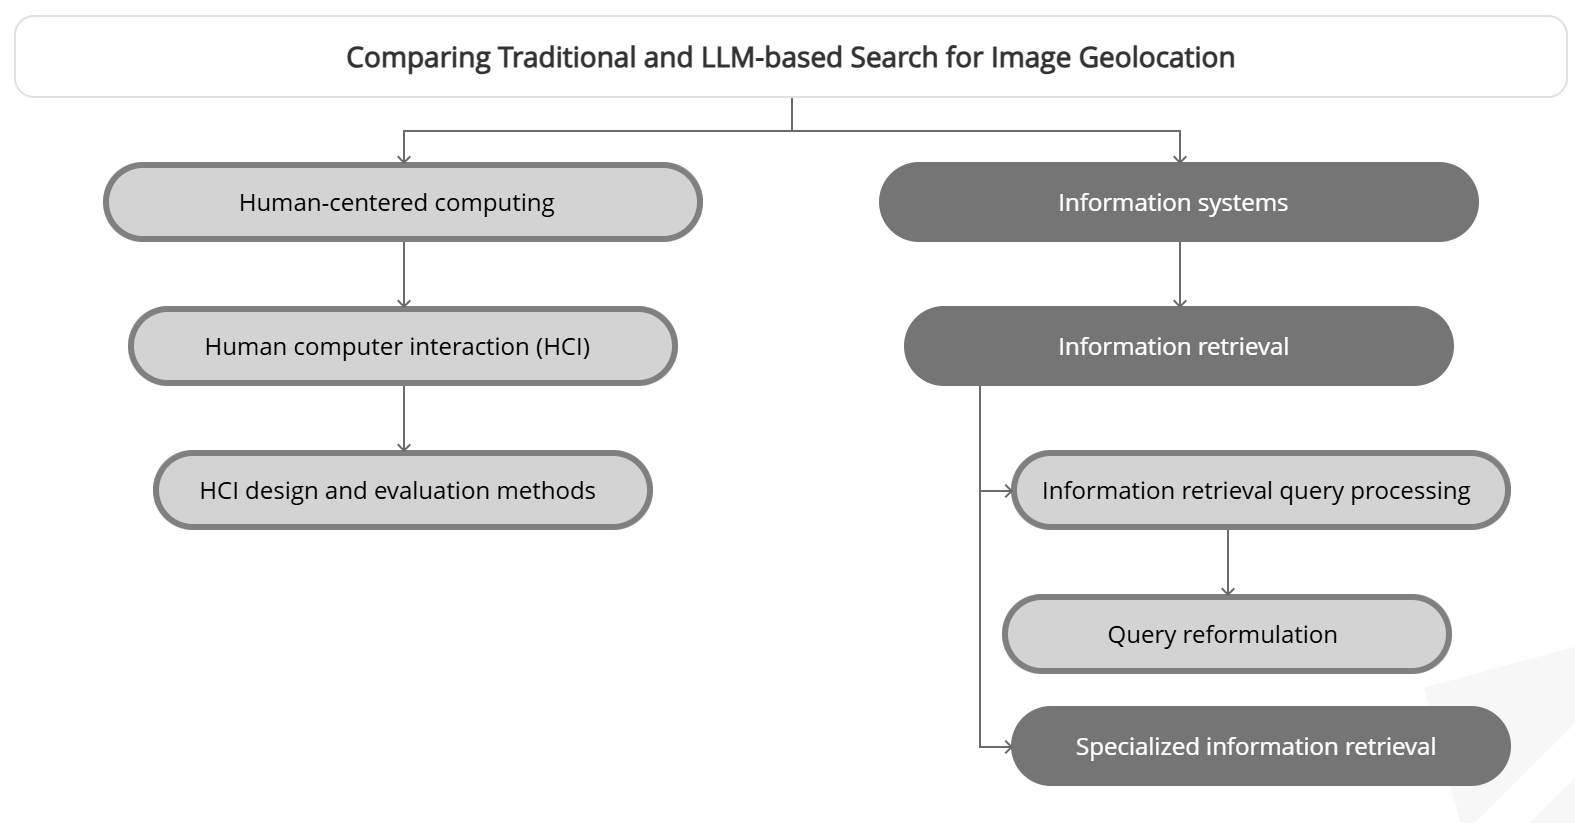 Comparing Traditional and LLM-based Search for Image Geolocation
Human-centered computing
Information systems
Human computer interaction (HCI)
Information retrieval
HCI design and evaluation methods
Information retrieval query processing
Query reformulation
Specialized information retrieval